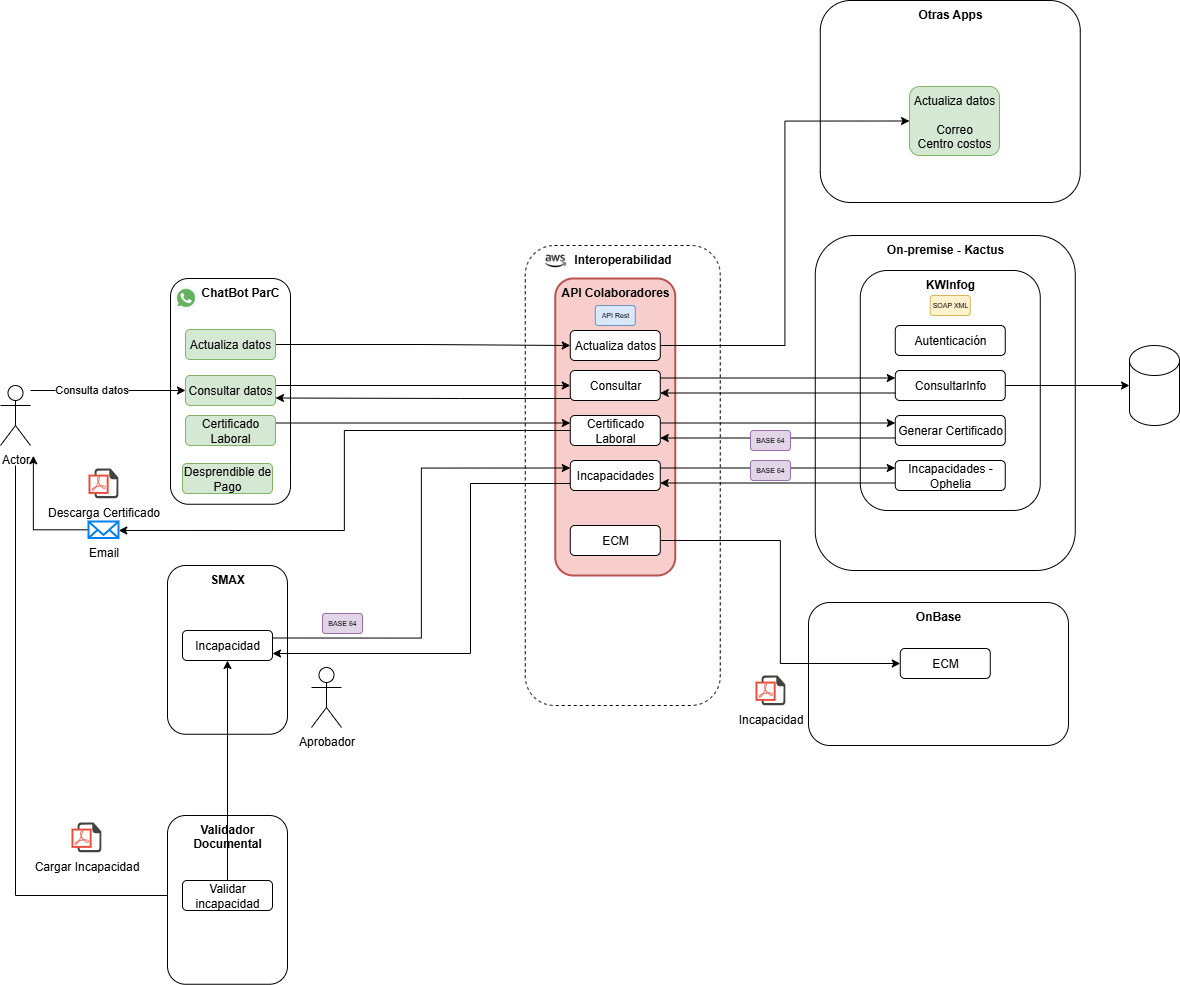 Otras Apps
Actualiza datos
Correo
Centro costos
On-premise - Kactus
KWInfog
SOAP XML
Autenticación
ConsultarInfo
Generar Certificado
Incapacidades -
Ophelia
aws
Interoperabilidad
API Colaboradores
API Rest
Actualiza datos
Consultar
Certificado
Laboral
Incapacidades
ECM
BASE 64
BASE 64
ChatBot ParC
Actualiza datos
Consultar datos
Certificado
Laboral
Desprendible de
Pago
Consulta datos
Actor
Descarga Certificado
Email
SMAX
Incapacidad
BASE 64
Aprobador
OnBase
ECM
Incapacidad
Validador
Documental
Validar
incapacidad
Cargar Incapacidad